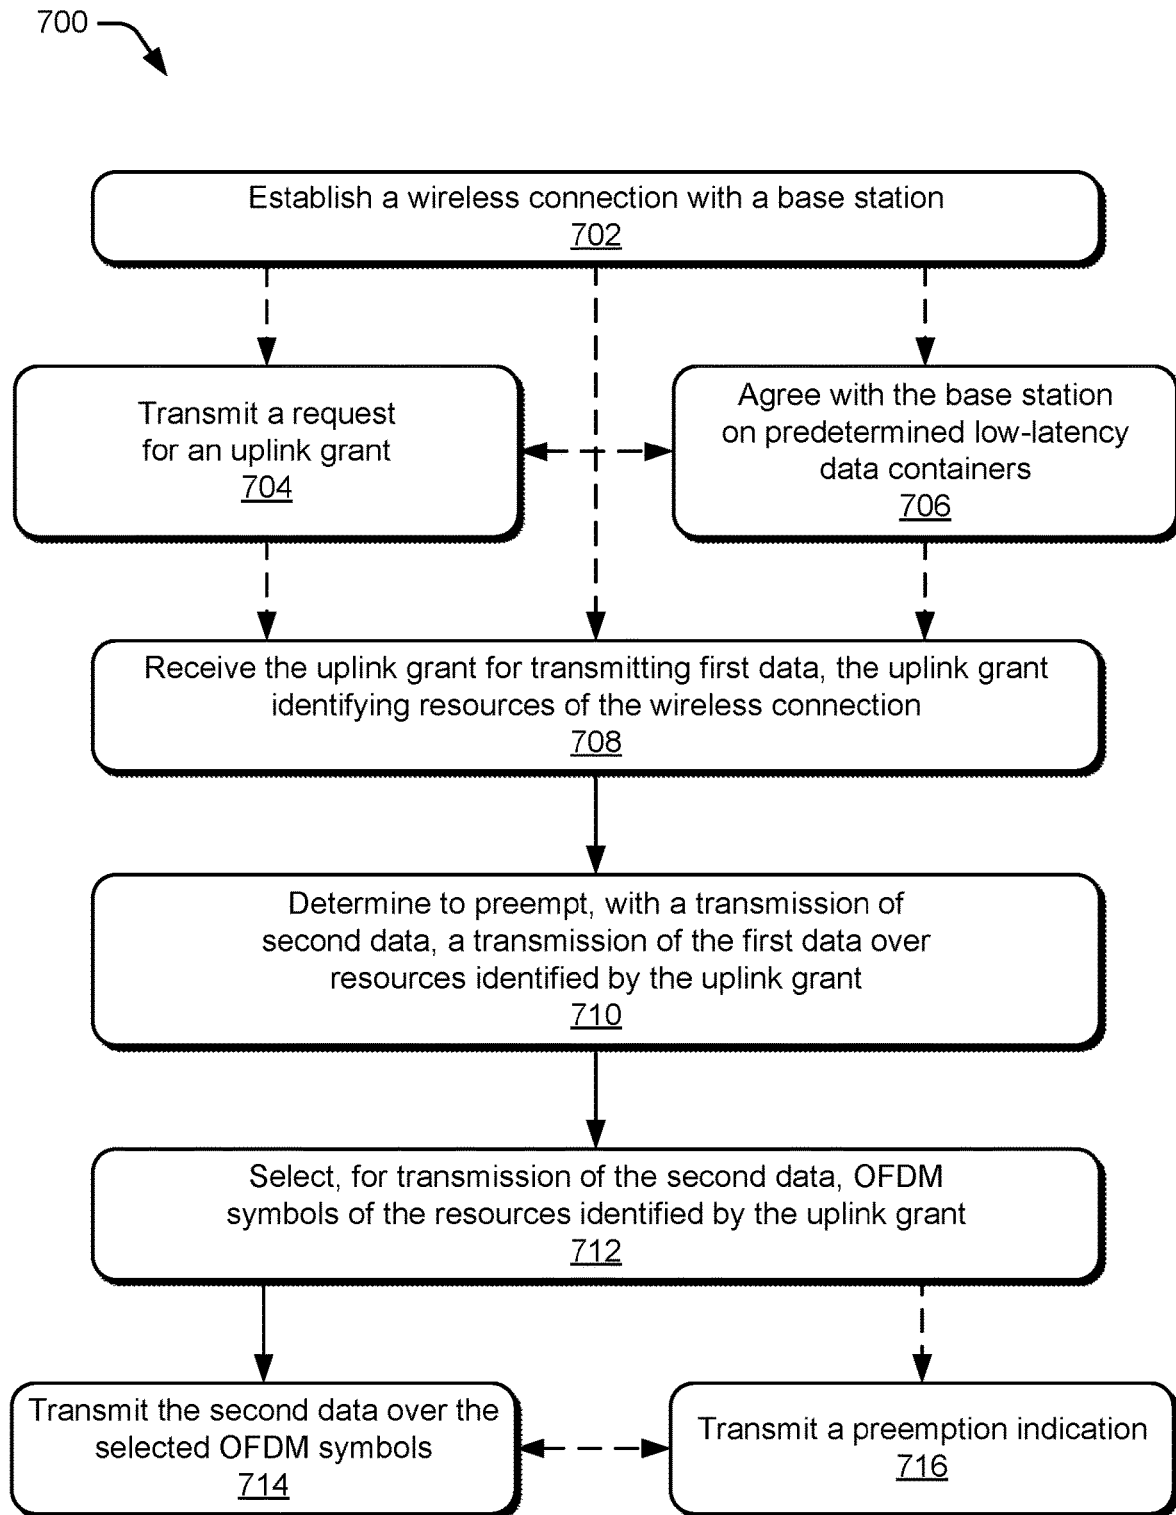 700
Establish a wireless connection with a base station
702
Transmit a request
for an uplink grant
704
Agree with the base station
on predetermined low-latency
data containers
706
Receive the uplink grant for transmitting first data, the uplink grant
identifying resources of the wireless connection
708
Determine to preempt, with a transmission of
second data, a transmission of the first data over
resources identified by the uplink grant
710
Select, for transmission of the second data, OFDM
symbols of the resources identified by the uplink grant
712
Transmit the second data over the
selected OFDM symbols
714
Transmit a preemption indication
716